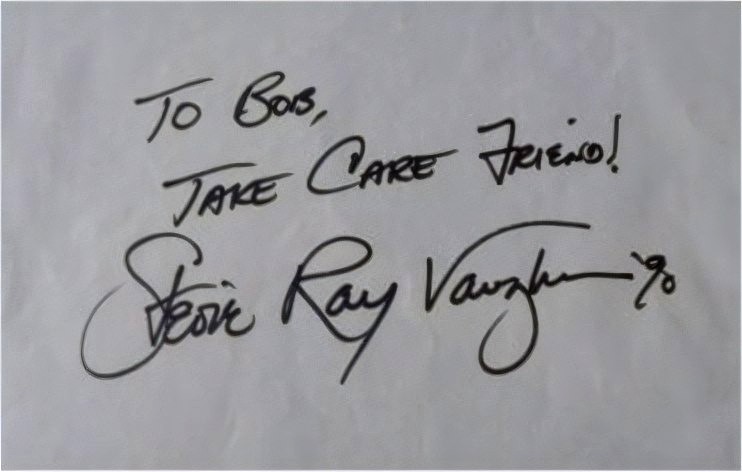 To Bob,
Take Care Friend!
Stevie Ray Vaughan '90